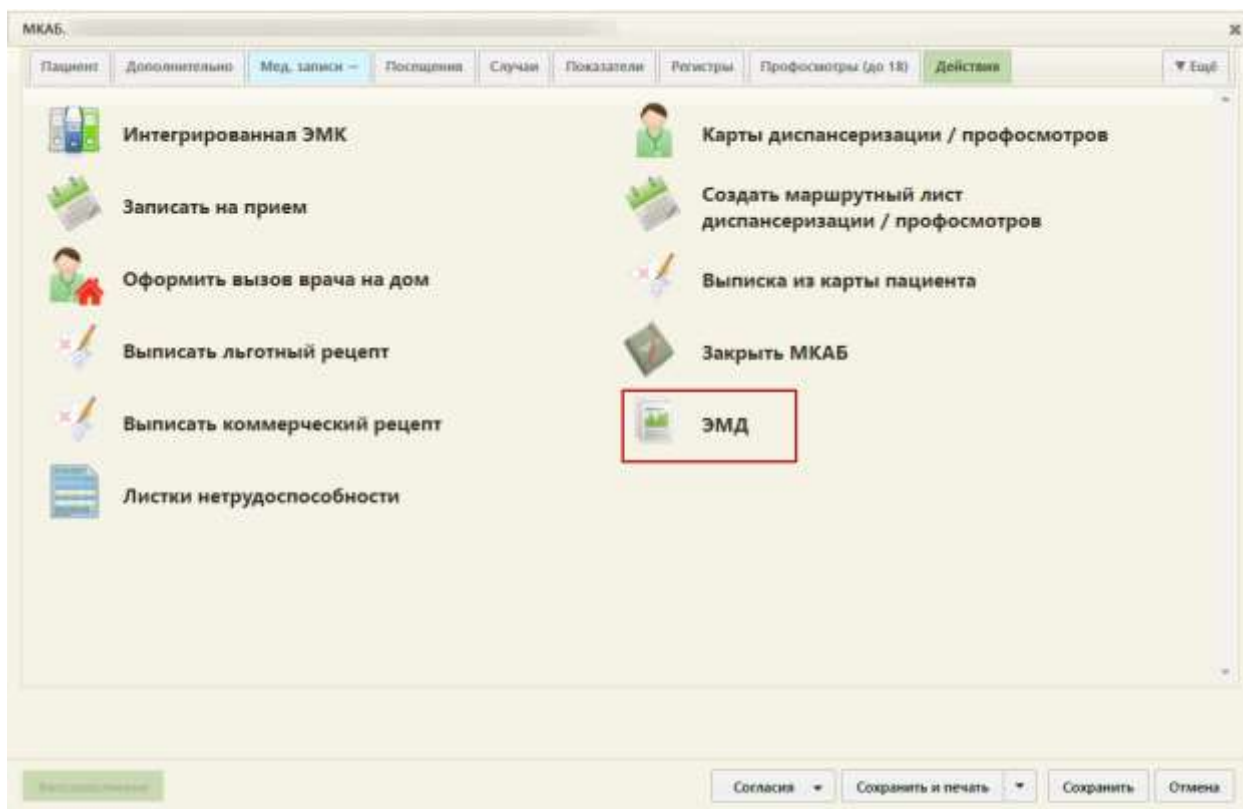 МКАБ.
Пациент Дополнительно Мед. записи – Посещения Случаи Показатели Регистры Профосмотры (до 18) Действия ▼ Ещё
Интегрированная ЭМК
Карты диспансеризации / профосмотров
Записать на прием
Создать маршрутный лист
диспансеризации / профосмотров
Оформить вызов врача на дом
Выписка из карты пациента
Выписать льготный рецепт
Закрыть МКАБ
Выписать коммерческий рецепт
ЭМД
Листки нетрудоспособности
Согласия Сохранить и печать Сохранить Отмена